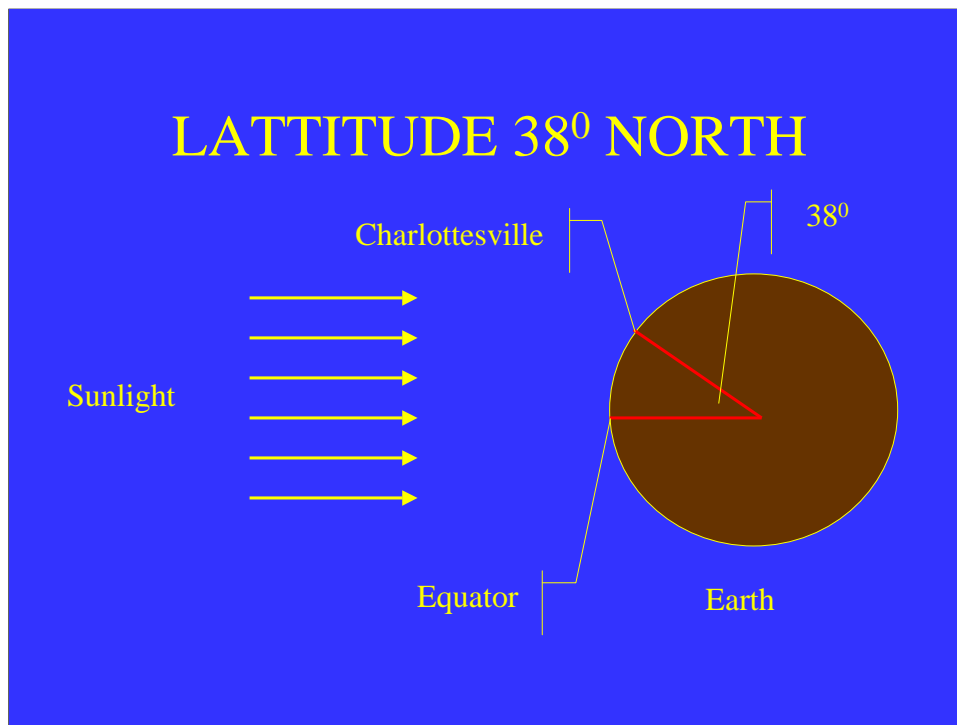 LATTITUDE 38⁰ NORTH
38⁰
Charlottesville
Sunlight
Equator
Earth